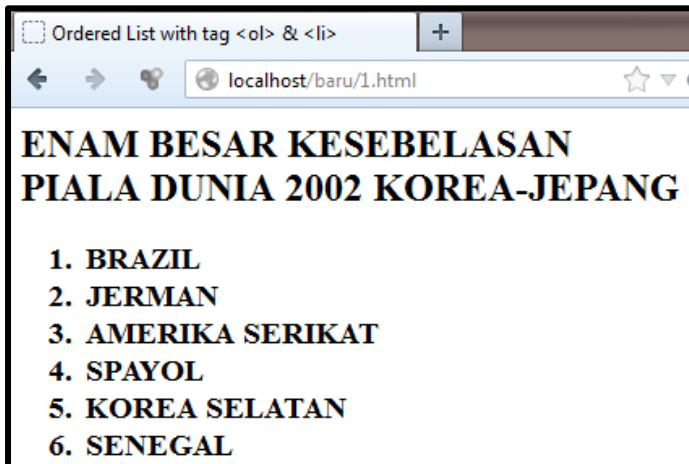 Ordered List with tag <ol> & <li>
localhost/baru/1.html
ENAM BESAR KESEBELASAN
PIALA DUNIA 2002 KOREA-JEPANG
1. BRAZIL
2. JERMAN
3. AMERIKA SERIKAT
4. SPAYOL
5. KOREA SELATAN
6. SENEGAL